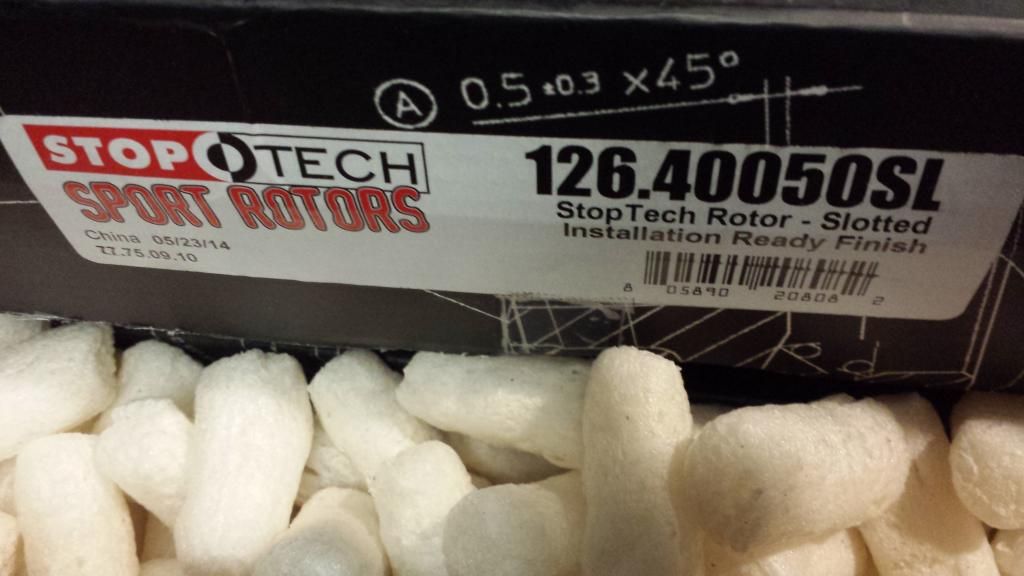 A 0.5 ±0.3 x45°
STOPTECH
SPORT ROTORS
China 05/23/14
77.75.09.10
126.40050SL
StopTech Rotor - Slotted
Installation Ready Finish
8 05890 20808 2
R d